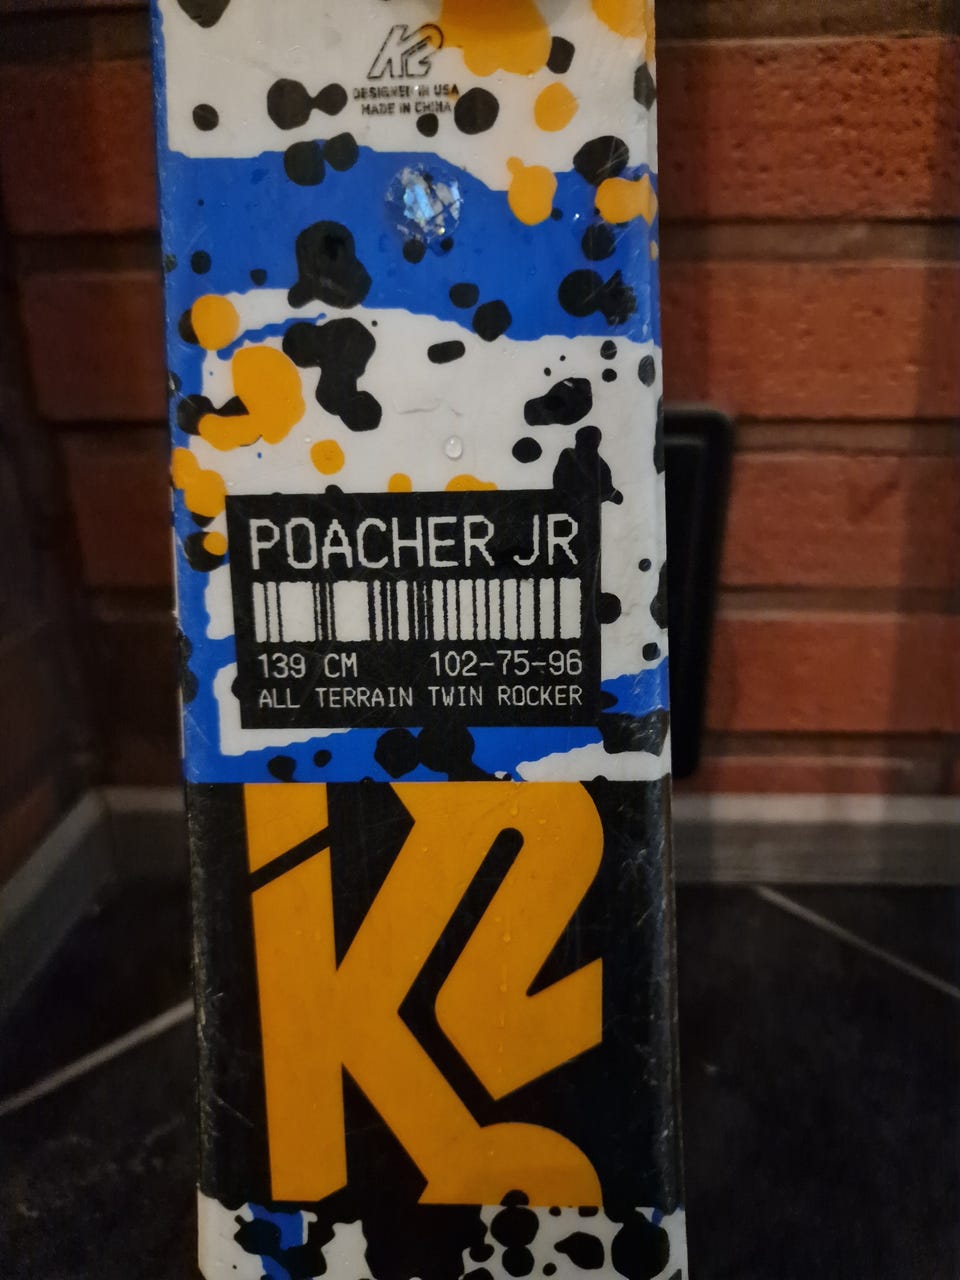 K2
DESIGNED IN USA
MADE IN CHINA
POACHER JR
139 CM 102-75-96
ALL TERRAIN TWIN ROCKER
K2